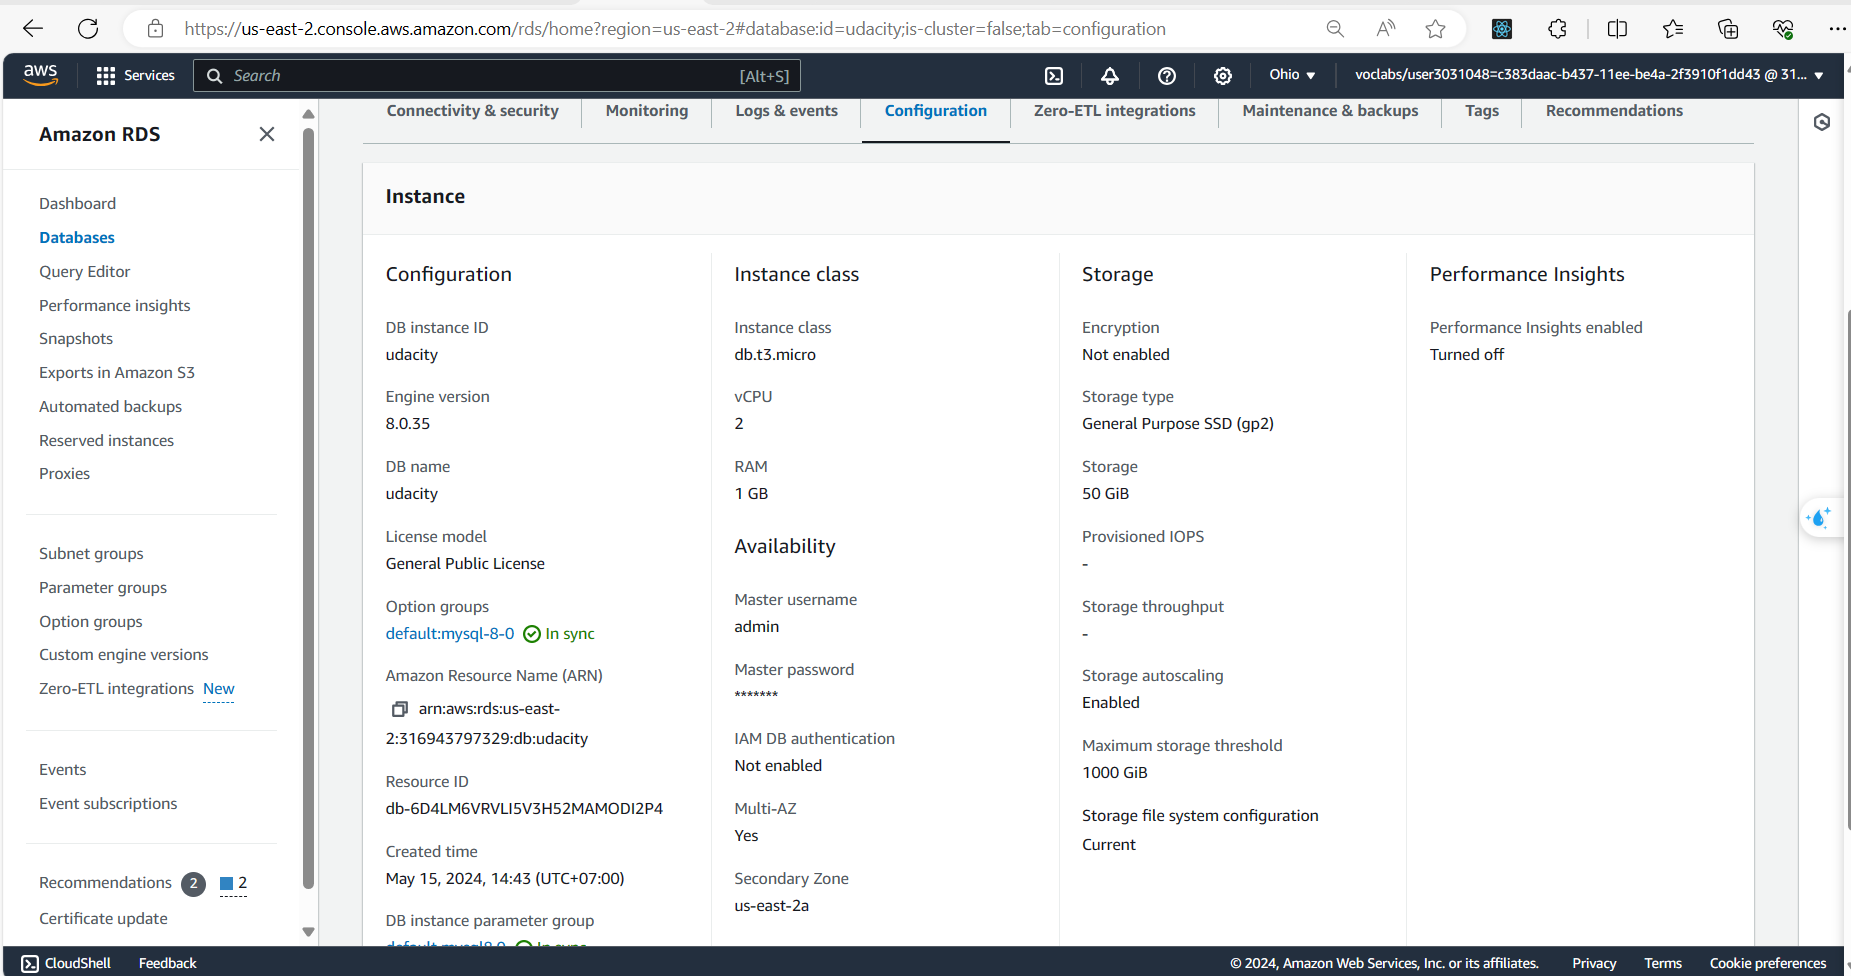 https://us-east-2.console.aws.amazon.com/rds/home?region=us-east-2#database:id=udacity;is-cluster=false;tab=configuration
aws
Services
Search
[Alt+S]
Ohio
voclabs/user3031048=c383daac-b437-11ee-be4a-2f3910f1dd43 @ 31...
Amazon RDS
Dashboard
Databases
Query Editor
Performance insights
Snapshots
Exports in Amazon S3
Automated backups
Reserved instances
Proxies
Subnet groups
Parameter groups
Option groups
Custom engine versions
Zero-ETL integrations New
Events
Event subscriptions
Recommendations 2 2
Certificate update
Connectivity & security
Monitoring
Logs & events
Configuration
Zero-ETL integrations
Maintenance & backups
Tags
Recommendations
Instance
Configuration
DB instance ID
udacity
Engine version
8.0.35
DB name
udacity
License model
General Public License
Option groups
default:mysql-8-0 In sync
Amazon Resource Name (ARN)
arn:aws:rds:us-east-
2:316943797329:db:udacity
Resource ID
db-6D4LM6VRVLI5V3H52MAMODI2P4
Created time
May 15, 2024, 14:43 (UTC+07:00)
DB instance parameter group
default:mysql8.0 In sync
Instance class
Instance class
db.t3.micro
vCPU
2
RAM
1 GB
Availability
Master username
admin
Master password
*******
IAM DB authentication
Not enabled
Multi-AZ
Yes
Secondary Zone
us-east-2a
Storage
Encryption
Not enabled
Storage type
General Purpose SSD (gp2)
Storage
50 GiB
Provisioned IOPS
-
Storage throughput
-
Storage autoscaling
Enabled
Maximum storage threshold
1000 GiB
Storage file system configuration
Current
Performance Insights
Performance Insights enabled
Turned off
CloudShell
Feedback
© 2024, Amazon Web Services, Inc. or its affiliates.
Privacy
Terms
Cookie preferences